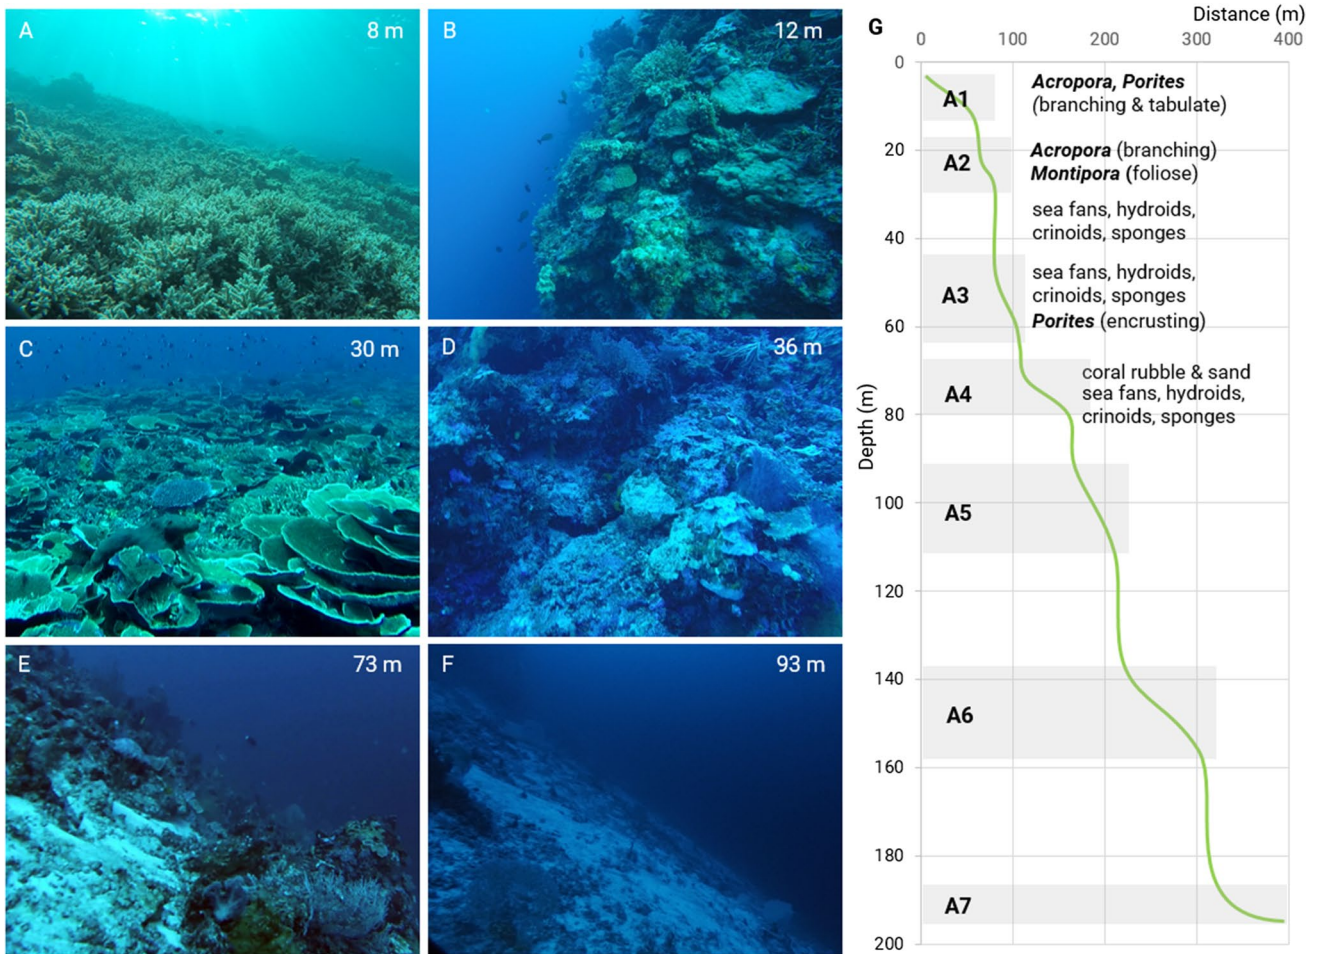 A
8 m
B
12 m
C
30 m
D
36 m
E
73 m
F
93 m
G
Distance (m)
0 100 200 300 400
Depth (m)
0
20
40
60
80
100
120
140
160
180
200
A1
Acropora, Porites
(branching & tabulate)
A2
Acropora (branching)
Montipora (foliose)
sea fans, hydroids,
crinoids, sponges
A3
sea fans, hydroids,
crinoids, sponges
Porites (encrusting)
A4
coral rubble & sand
sea fans, hydroids,
crinoids, sponges
A5
A6
A7